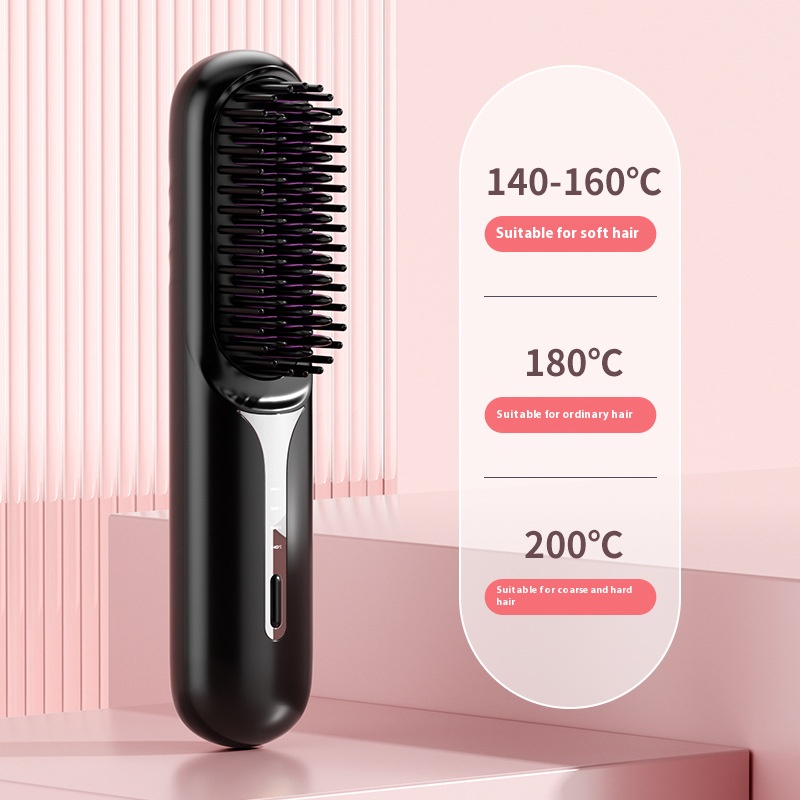 140-160°C
Suitable for soft hair
180°C
Suitable for ordinary hair
200°C
Suitable for coarse and hard
hair